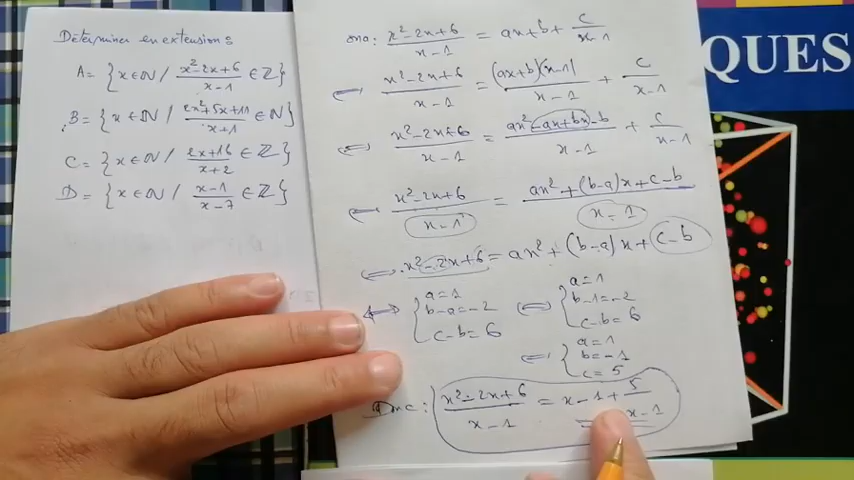 Déterminer en extensions
A = {x∈ℕ / (x²-2x+6)/(x-1) ∈ ℤ}
B = {x∈ℕ / (2x²+5x+11)/(x+1) ∈ ℕ}
C = {x∈ℕ / (2x+16)/(x+2) ∈ ℤ}
D = {x∈ℕ / (x-1)/(x-7) ∈ ℤ}
ona: (x²-2x+6)/(x-1) = ax+b + c/(x-1)
⟺ (x²-2x+6)/(x-1) = (ax+b)(x-1)/(x-1) + c/(x-1)
⟺ (x²-2x+6)/(x-1) = (ax²-ax+bx-b)/(x-1) + c/(x-1)
⟺ (x²-2x+6)/(x-1) = (ax²+(b-a)x+c-b)/(x-1)
⟺ x²-2x+6 = ax²+(b-a)x+c-b
⟺ {a=1 b-a=-2 c-b=6 ⟺ {a=1 b-1=-2 c-b=6
⟺ {a=1 b=-1 c=5
Donc: (x²-2x+6)/(x-1) = x-1+5/(x-1)
QUES